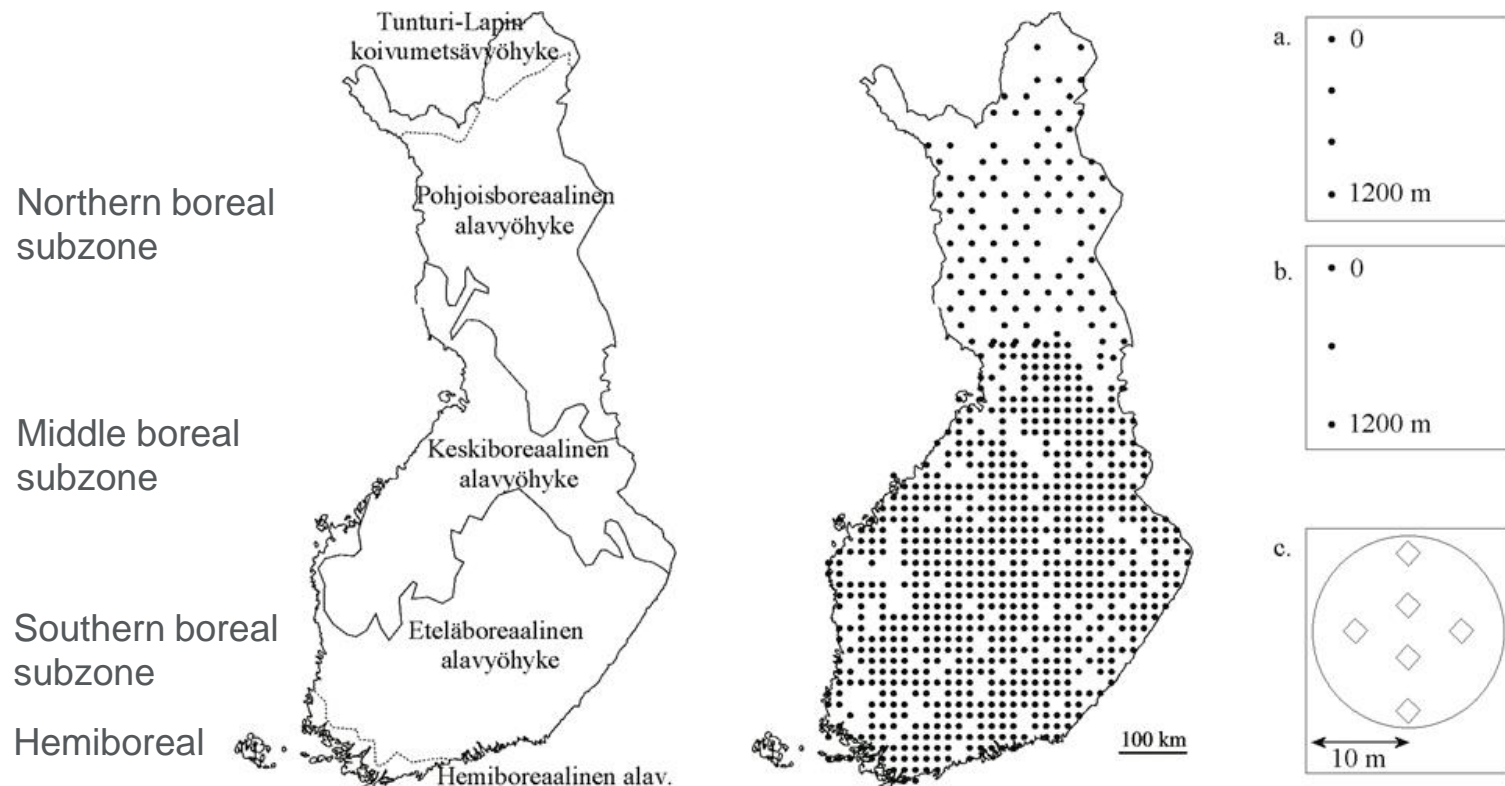 Northern boreal
subzone
Middle boreal
subzone
Southern boreal
subzone
Hemiboreal
Tunturi-Lapin
koivumetsävyöhyke
Pohjoisboreaalinen
alavyöhyke
Keskiboreaalinen
alavyöhyke
Eteläboreaalinen
alavyöhyke
Hemiboreaalinen alav.
100 km
a.
0
1200 m
b.
0
1200 m
c.
10 m